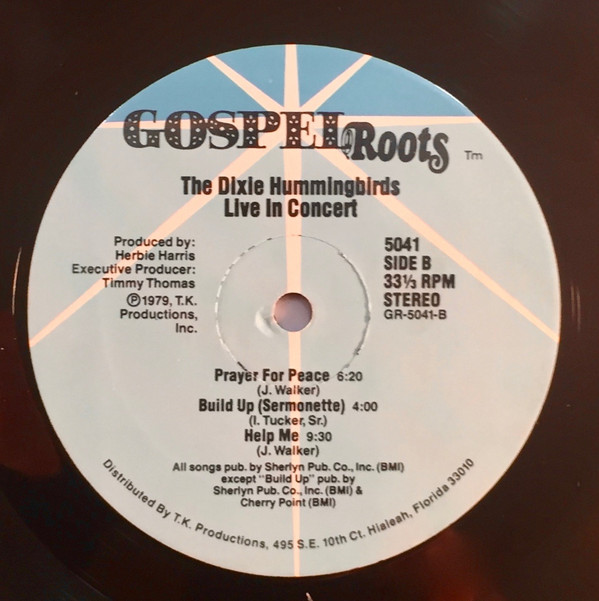 GOSPEL Roots Tm
The Dixie Hummingbirds
Live In Concert
Produced by:
Herbie Harris
Executive Producer:
Timmy Thomas
℗1979, T.K.
Productions,
Inc.
5041
SIDE B
33⅓ RPM
STEREO
GR-5041-B
Prayer For Peace 6:20
(J. Walker)
Build Up (Sermonette) 4:00
(I. Tucker, Sr.)
Help Me 9:30
(J. Walker)
All songs pub. by Sherlyn Pub. Co., Inc. (BMI)
except "Build Up" pub. by
Sherlyn Pub. Co., Inc. (BMI) &
Cherry Point (BMI)
Distributed By T.K. Productions, 495 S.E. 10th Ct. Hialeah, Florida 33010